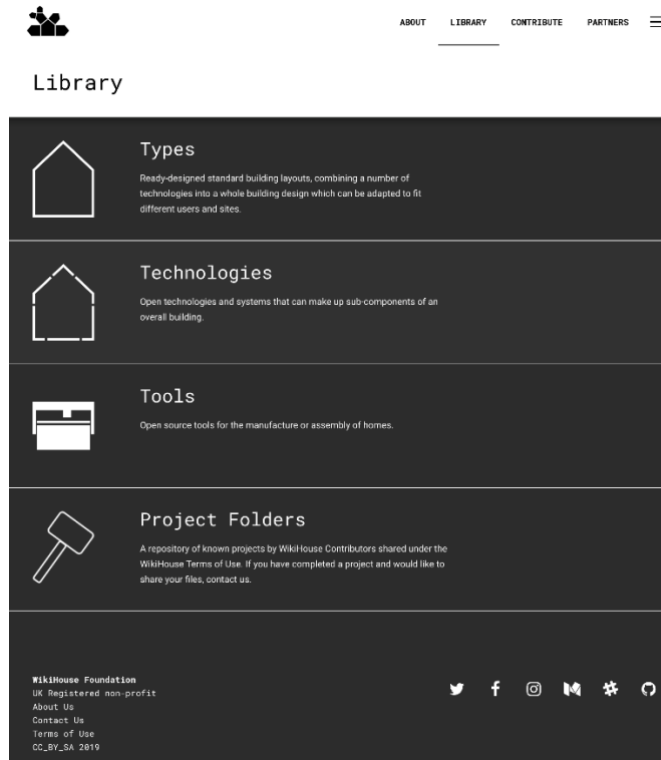 ABOUT LIBRARY CONTRIBUTE PARTNERS
Library
Types
Ready-designed standard building layouts, combining a number of
technologies into a whole building design which can be adapted to fit
different users and sites.
Technologies
Open technologies and systems that can make up sub-components of an
overall building.
Tools
Open source tools for the manufacture or assembly of homes.
Project Folders
A repository of known projects by WikiHouse Contributors shared under the
WikiHouse Terms of Use. If you have completed a project and would like to
share your files, contact us.
WikiHouse Foundation
UK Registered non-profit
About Us
Contact Us
Terms of Use
CC_BY_SA 2019